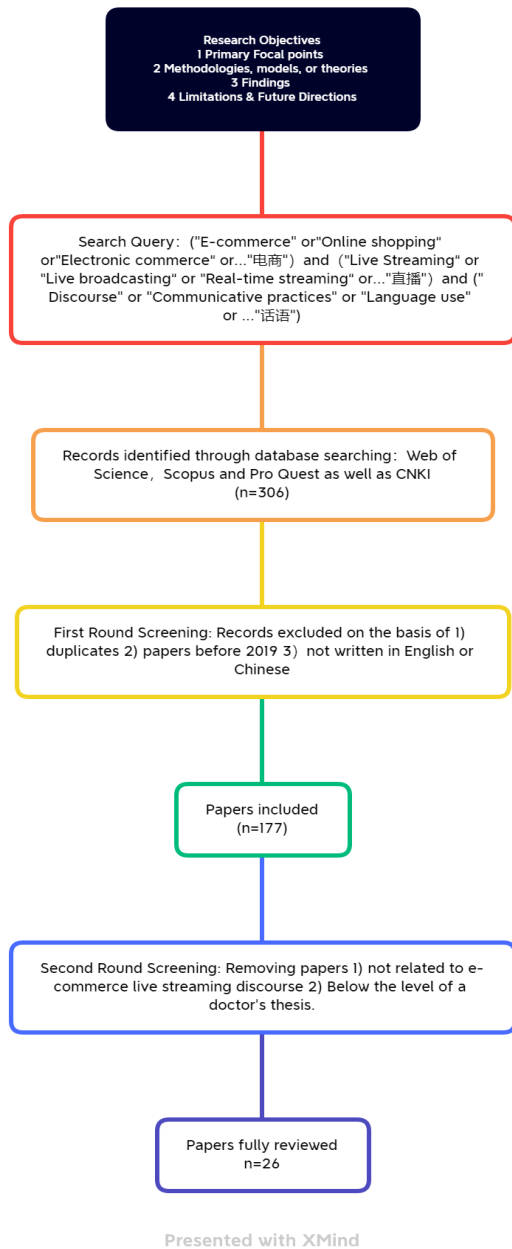 Research Objectives
1 Primary Focal points
2 Methodologies, models, or theories
3 Findings
4 Limitations & Future Directions
Search Query：("E-commerce" or"Online shopping"
or"Electronic commerce" or..."电商"）and（"Live Streaming" or
"Live broadcasting" or "Real-time streaming" or..."直播"）and ("
Discourse" or "Communicative practices" or "Language use"
or ..."话语")
Records identified through database searching：Web of
Science，Scopus and Pro Quest as well as CNKI
(n=306)
First Round Screening: Records excluded on the basis of 1)
duplicates 2) papers before 2019 3）not written in English or
Chinese
Papers included
(n=177)
Second Round Screening: Removing papers 1) not related to e-
commerce live streaming discourse 2) Below the level of a
doctor's thesis.
Papers fully reviewed
n=26
Presented with XMind